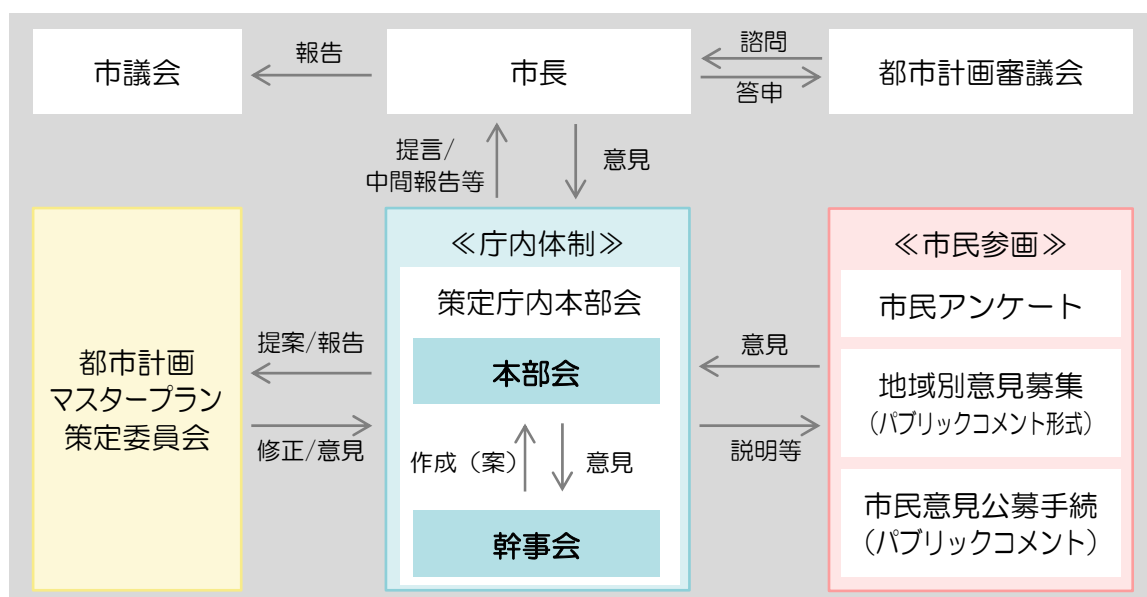 市議会
報告
市長
諮問
答申
都市計画審議会
提言/
中間報告等
意見
都市計画
マスタープラン
策定委員会
提案/報告
修正/意見
≪庁内体制≫
策定庁内本部会
本部会
作成（案）
意見
幹事会
意見
説明等
≪市民参画≫
市民アンケート
地域別意見募集
（パブリックコメント形式）
市民意見公募手続
（パブリックコメント）